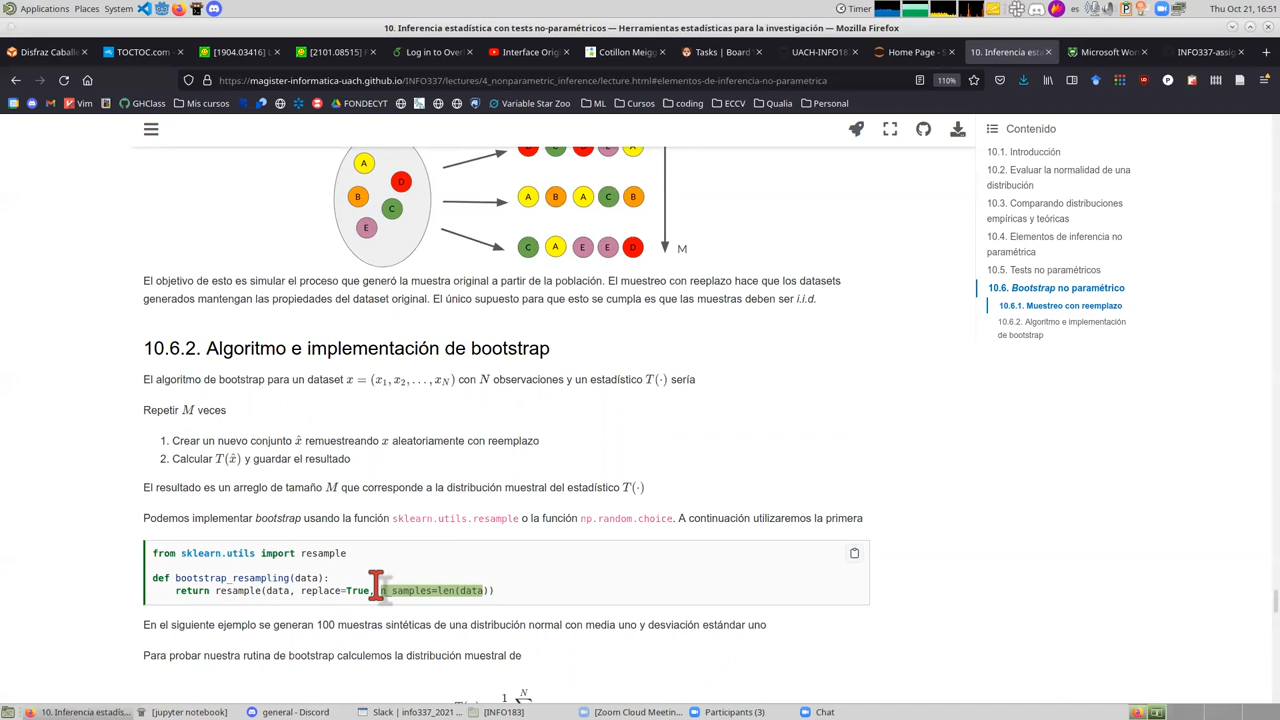 Applications Places System
Timer
es
Thu Oct 21, 16:51
10. Inferencia estadística con tests no-paramétricos — Herramientas estadísticas para la investigación — Mozilla Firefox
Disfraz Caballe
TOCTOC.com -
[1904.03416] L
[2101.08515] F
Log in to Over
Interface Orig
Cotillon Meigg
Tasks | Board
UACH-INFO18
Home Page - S
10. Inferencia est
Microsoft Wor
INFO337-assig
https://magister-informatica-uach.github.io/INFO337/lectures/4_nonparametric_inference/lecture.html#elementos-de-inferencia-no-parametrica
110%
Vim
GHClass
Mis cursos
FONDECYT
Variable Star Zoo
ML
Cursos
coding
ECCV
Qualia
Personal
Contenido
10.1. Introducción
10.2. Evaluar la normalidad de una
distribución
10.3. Comparando distribuciones
empíricas y teóricas
10.4. Elementos de inferencia no
paramétrica
10.5. Tests no paramétricos
10.6. Bootstrap no paramétrico
10.6.1. Muestreo con reemplazo
10.6.2. Algoritmo e implementación
de bootstrap
A
D
B
C
E
A B A C B
C A E E D
M
El objetivo de esto es simular el proceso que generó la muestra original a partir de la población. El muestreo con reeplazo hace que los datasets
generados mantengan las propiedades del dataset original. El único supuesto para que esto se cumpla es que las muestras deben ser i.i.d.
10.6.2. Algoritmo e implementación de bootstrap
El algoritmo de bootstrap para un dataset x = (x1, x2, . . . , xN) con N observaciones y un estadístico T(·) sería
Repetir M veces
1. Crear un nuevo conjunto x̂ remuestreando x aleatoriamente con reemplazo
2. Calcular T(x̂) y guardar el resultado
El resultado es un arreglo de tamaño M que corresponde a la distribución muestral del estadístico T(·)
Podemos implementar bootstrap usando la función sklearn.utils.resample o la función np.random.choice. A continuación utilizaremos la primera
from sklearn.utils import resample
def bootstrap_resampling(data):
return resample(data, replace=True, n_samples=len(data))
En el siguiente ejemplo se generan 100 muestras sintéticas de una distribución normal con media uno y desviación estándar uno
Para probar nuestra rutina de bootstrap calculemos la distribución muestral de
1 N
10. Inferencia estadís...
[jupyter notebook]
general - Discord
Slack | info337_2021 ...
[INFO183]
[Zoom Cloud Meetin...
Participants (3)
Chat